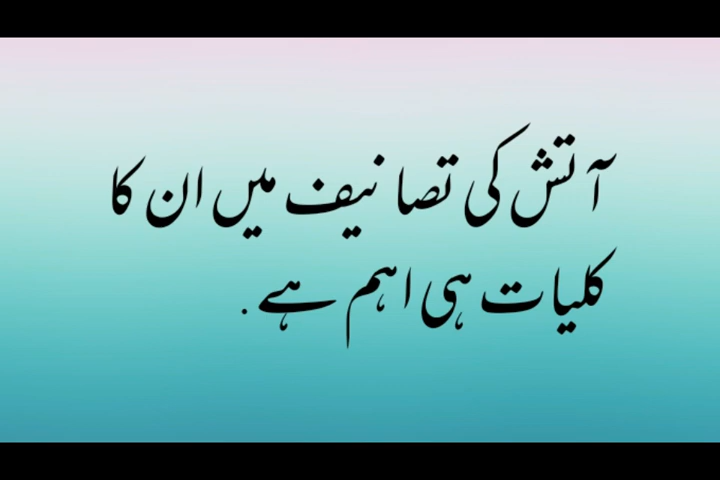 آتش کی تصانیف میں ان کا
کلیات ہی اہم ہے.